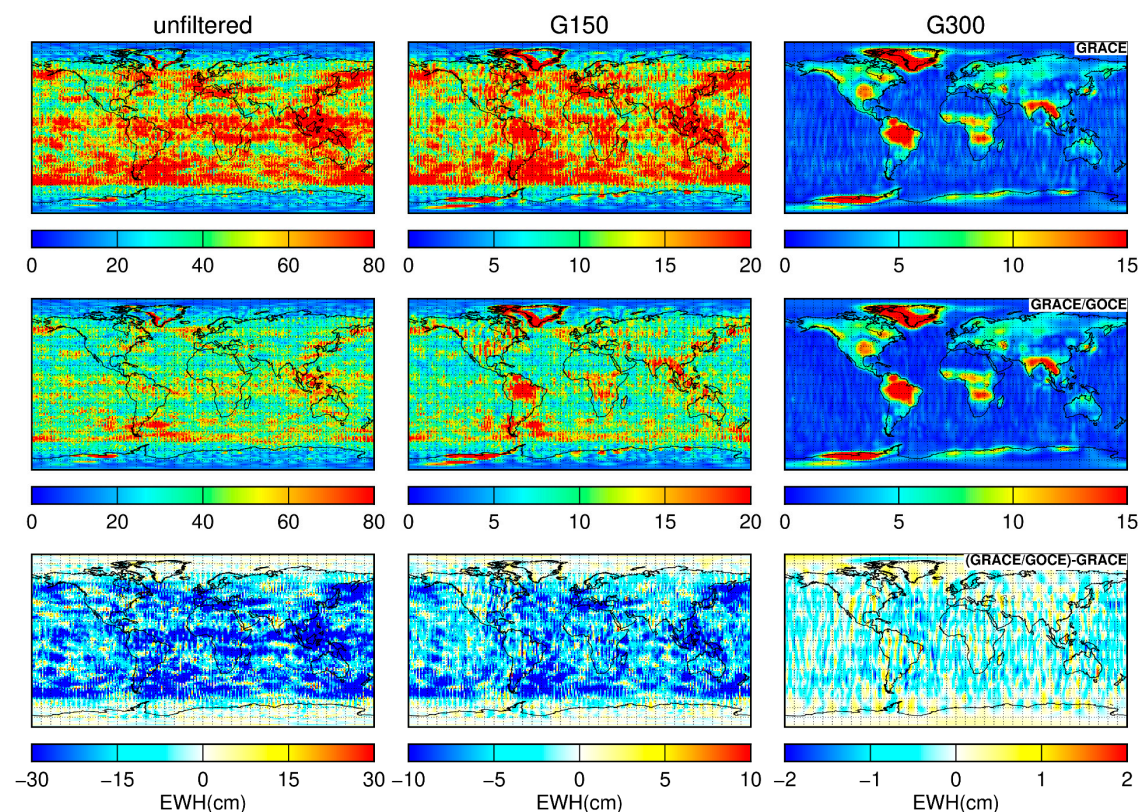 unfiltered G150 G300
GRACE
0 20 40 60 80 0 5 10 15 20 0 5 10 15
GRACE/GOCE
0 20 40 60 80 0 5 10 15 20 0 5 10 15
(GRACE/GOCE)-GRACE
−30 −15 0 15 30 −10 −5 0 5 10 −2 −1 0 1 2
EWH(cm) EWH(cm) EWH(cm)